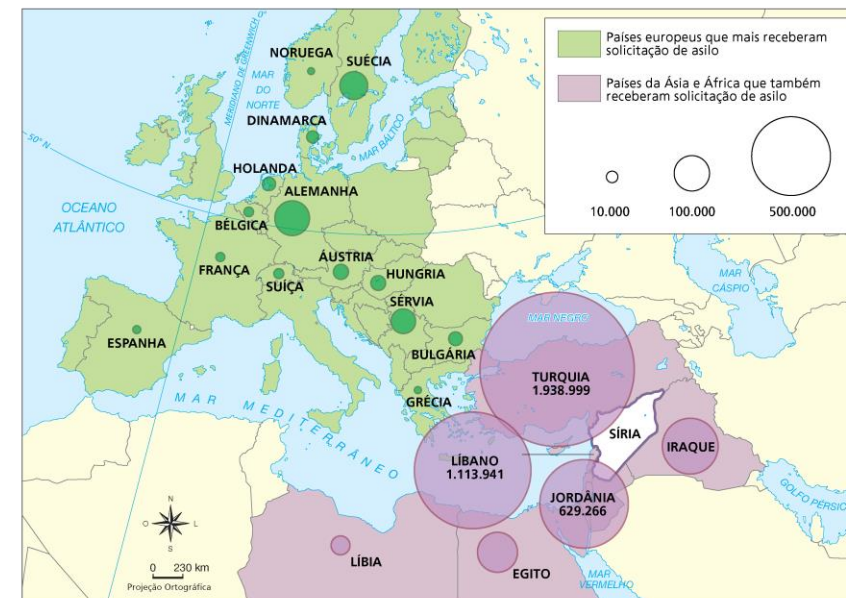 Países europeus que mais receberam
solicitação de asilo
Países da Ásia e África que também
receberam solicitação de asilo
10.000
100.000
500.000
MERIDIANO DE GREENWICH
50° N
OCEANO
ATLÂNTICO
NORUEGA
SUÉCIA
MAR
DO
NORTE
DINAMARCA
MAR BÁLTICO
HOLANDA
ALEMANHA
BÉLGICA
FRANÇA
SUÍÇA
ÁUSTRIA
HUNGRIA
SÉRVIA
BULGÁRIA
ESPANHA
GRÉCIA
MAR MEDITERRÂNEO
MAR NEGRO
MAR
CÁSPIO
TURQUIA
1.938.999
SÍRIA
IRAQUE
LÍBANO
1.113.941
JORDÂNIA
629.266
GOLFO PÉRSICO
LÍBIA
EGITO
MAR
VERMELHO
N
O
L
S
0 230 km
Projeção Ortográfica